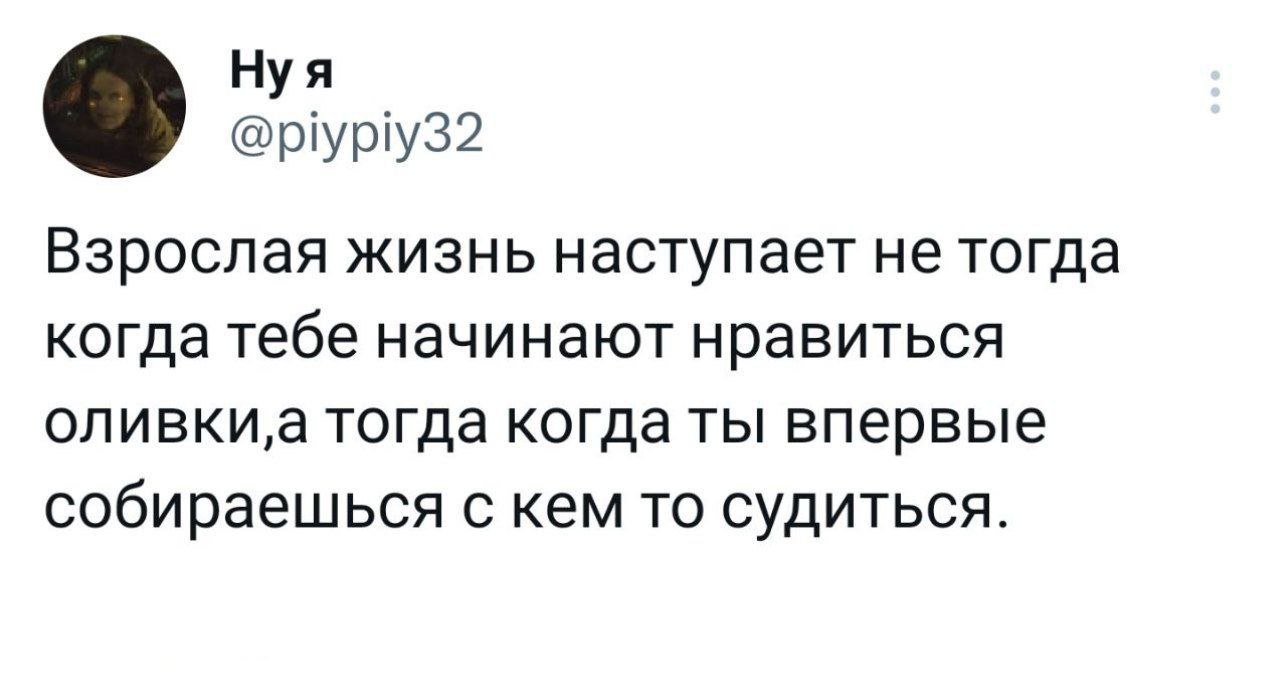 Ну я
@piypiy32
Взрослая жизнь наступает не тогда
когда тебе начинают нравиться
оливки,а тогда когда ты впервые
собираешься с кем то судиться.